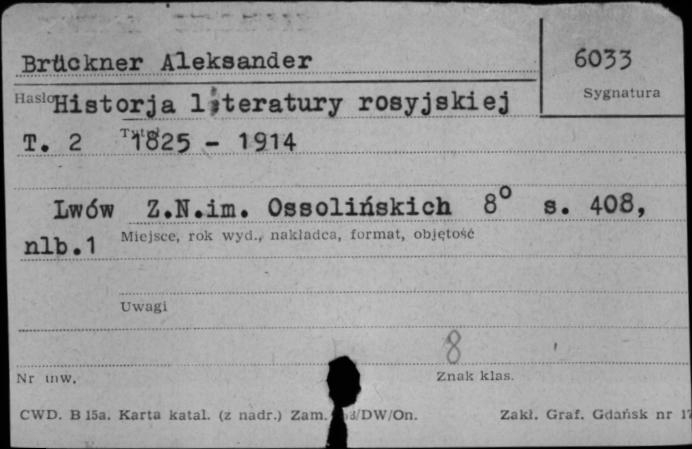 Brückner Aleksander
6033
Hasło
Sygnatura
Historja literatury rosyjskiej
T. 2 1825 - 1914
Tytuł
Lwów Z.N.im. Ossolińskich 8° s. 408,
nlb.1
Miejsce, rok wyd., nakładca, format, objętość
Uwagi
8
Nr inw.
Znak klas.
CWD. B 15a. Karta katal. (z nadr.) Zam. /DW/On.
Zakł. Graf. Gdańsk nr